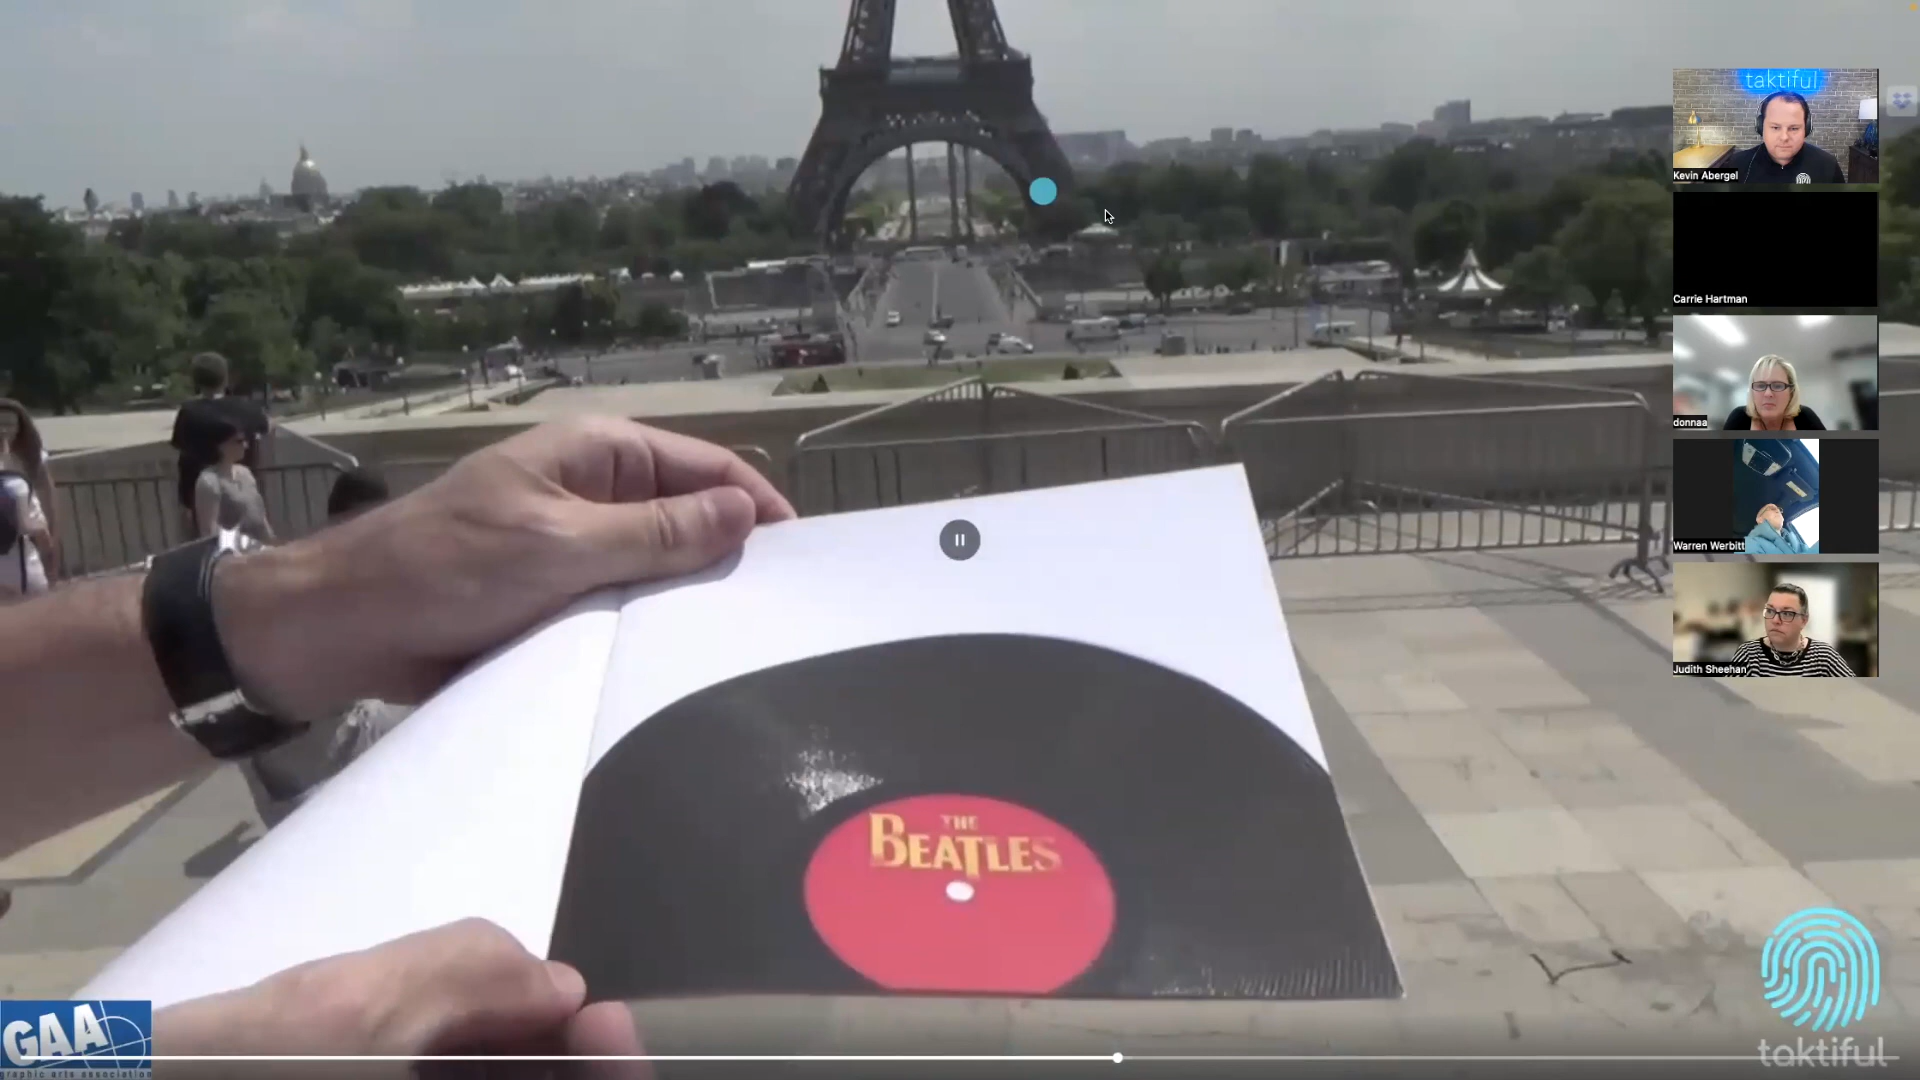 taktiful
Kevin Abergel
Carrie Hartman
donnaa
Warren Werbitt
Judith Sheehan
THE
BEATLES
GAA
graphic arts association
taktiful